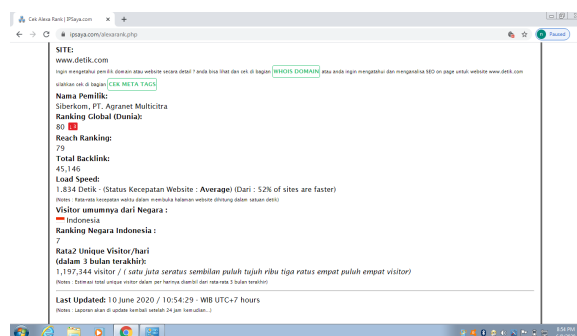 Cek Alexa Rank | IPSaya.com
ipsaya.com/alexarank.php
Paused
SITE:
www.detik.com
Ingin mengetahui pemilik domain atau website secara detail ? anda bisa lihat dan cek di bagian WHOIS DOMAIN atau anda ingin mengatahui dan menganalisa SEO on page untuk website www.detik.com
silahkan cek di bagian CEK META TAGS
Nama Pemilik:
Siberkom, PT. Agranet Multicitra
Ranking Global (Dunia):
80
Reach Ranking:
79
Total Backlink:
45,146
Load Speed:
1.834 Detik - (Status Kecepatan Website : Average) (Dari : 52% of sites are faster)
(Notes : Rata-rata kecepatan waktu dalam membuka halaman website dihitung dalam satuan detik)
Visitor umumnya dari Negara :
Indonesia
Ranking Negara Indonesia :
7
Rata2 Unique Visitor/hari
(dalam 3 bulan terakhir):
1,197,344 visitor / ( satu juta seratus sembilan puluh tujuh ribu tiga ratus empat puluh empat visitor)
(Notes : Estimasi total unique visitor dalam per harinya diambil dari rata-rata 3 bulan terakhir)
Last Updated: 10 June 2020 / 10:54:29 - WIB UTC+7 hours
(Notes : Laporan akan di update kembali setelah 24 jam kemudian...)
9:54 PM